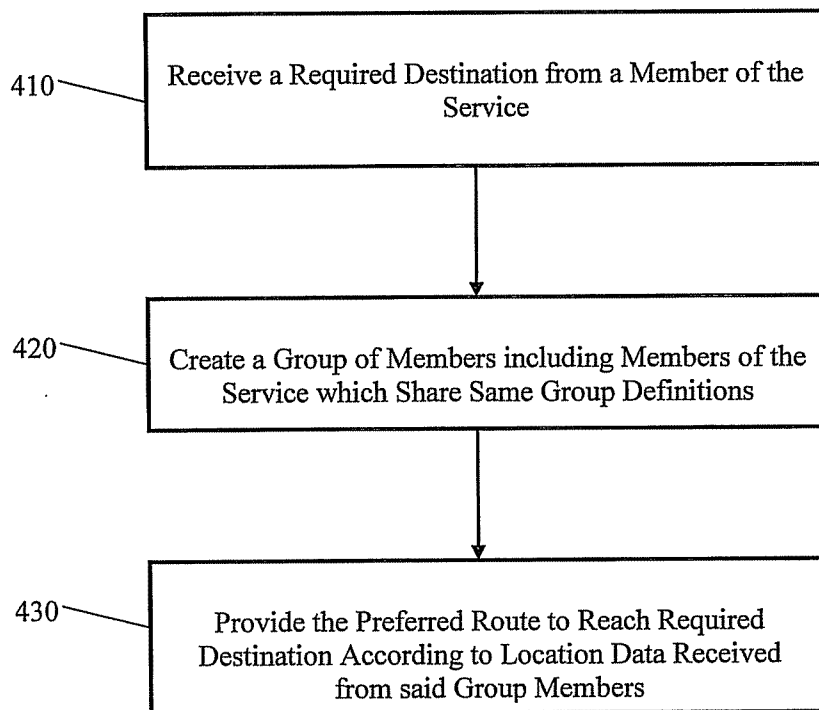 410
Receive a Required Destination from a Member of the
Service
420
Create a Group of Members including Members of the
Service which Share Same Group Definitions
430
Provide the Preferred Route to Reach Required
Destination According to Location Data Received
from said Group Members